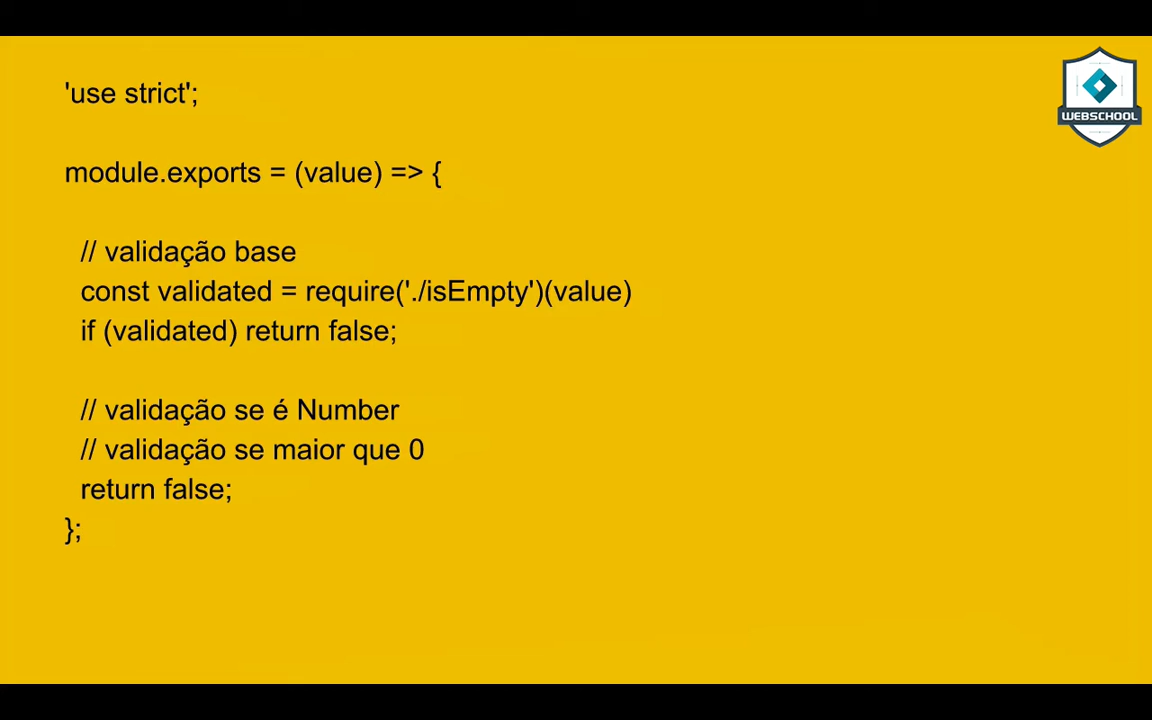 'use strict';
WEBSCHOOL
module.exports = (value) => {
// validação base
const validated = require('./isEmpty')(value)
if (validated) return false;
// validação se é Number
// validação se maior que 0
return false;
};